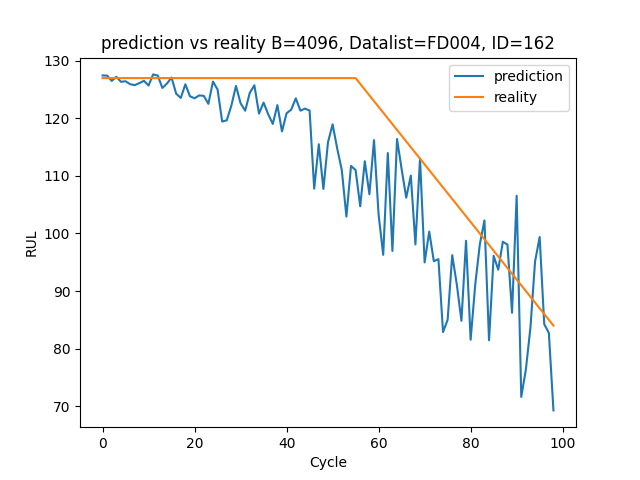 prediction vs reality B=4096, Datalist=FD004, ID=162
prediction
reality
130
120
110
100
90
80
70
RUL
0 20 40 60 80 100
Cycle